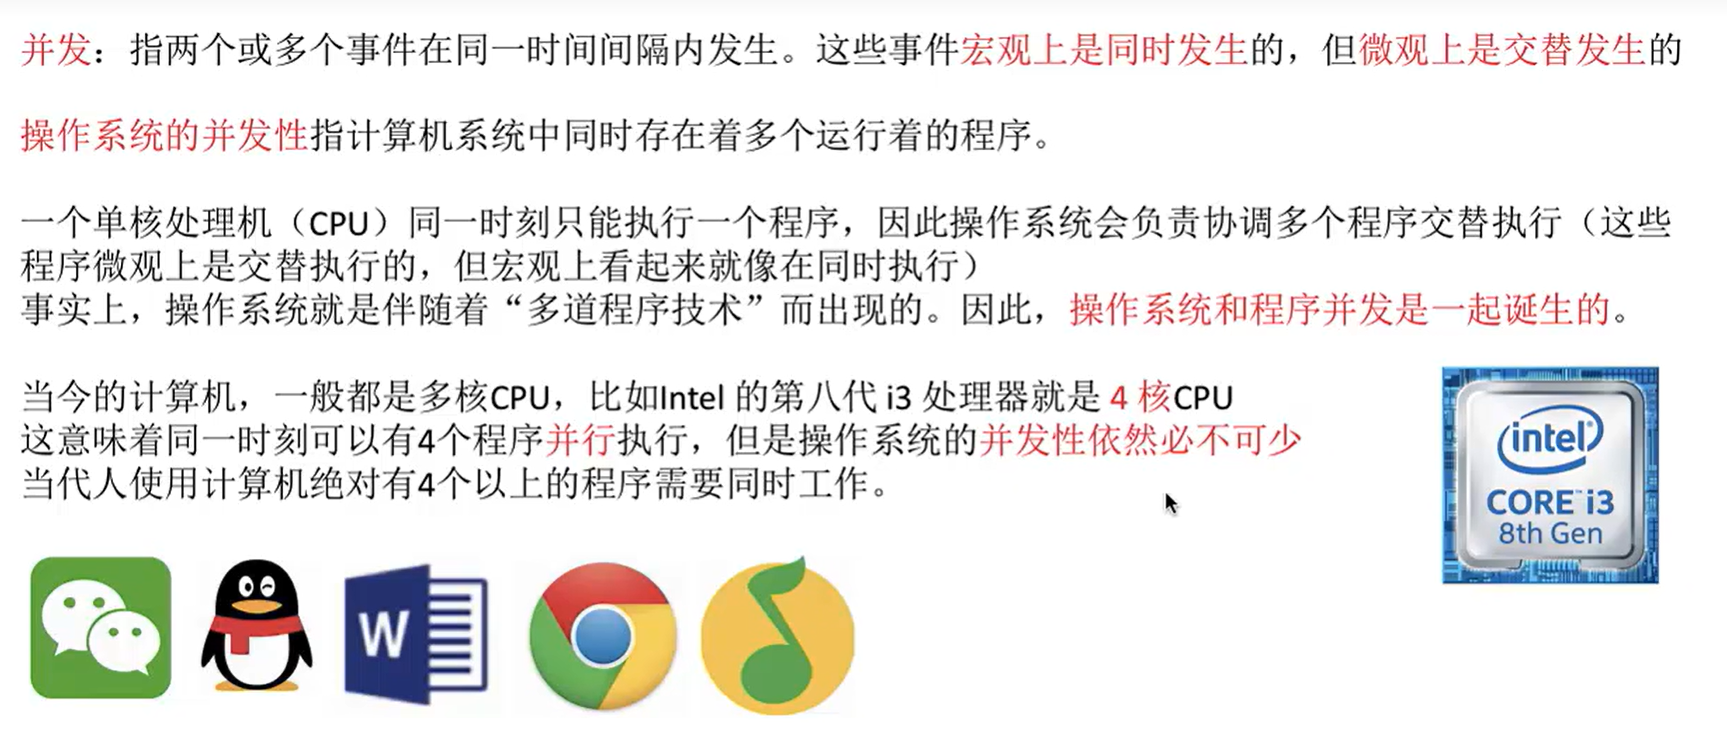 并发：指两个或多个事件在同一时间间隔内发生。这些事件宏观上是同时发生的，但微观上是交替发生的
操作系统的并发性指计算机系统中同时存在着多个运行着的程序。
一个单核处理机（CPU）同一时刻只能执行一个程序，因此操作系统会负责协调多个程序交替执行（这些
程序微观上是交替执行的，但宏观上看起来就像在同时执行）
事实上，操作系统就是伴随着“多道程序技术”而出现的。因此，操作系统和程序并发是一起诞生的。
当今的计算机，一般都是多核CPU，比如Intel 的第八代 i3 处理器就是 4 核CPU
这意味着同一时刻可以有4个程序并行执行，但是操作系统的并发性依然必不可少
当代人使用计算机绝对有4个以上的程序需要同时工作。
intel
CORE™ i3
8th Gen
W